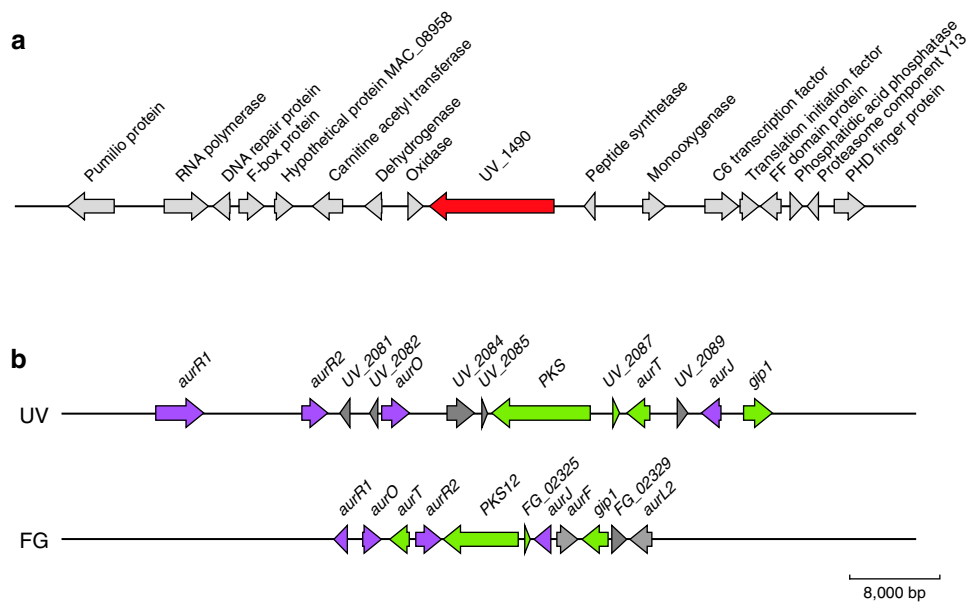 a
Pumilio protein
RNA polymerase
DNA repair protein
F-box protein
Hypothetical protein MAC_08958
Carnitine acetyl transferase
Dehydrogenase
Oxidase
UV_1490
Peptide synthetase
Monooxygenase
C6 transcription factor
Translation initiation factor
FF domain protein
Phosphatidic acid phosphatase
Proteasome component Y13
PHD finger protein
b
UV
aurR1
aurR2
UV_2081
UV_2082
aurO
UV_2084
UV_2085
PKS
UV_2087
aurT
UV_2089
aurJ
gip1
FG
aurR1
aurO
aurT
aurR2
PKS12
FG_02325
aurJ
aurF
gip1
FG_02329
aurL2
8,000 bp